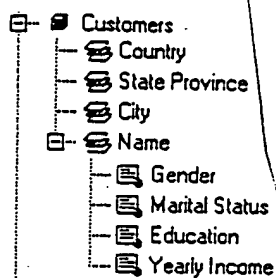 Customers
Country
State Province
City
Name
Gender
Marital Status
Education
Yearly Income